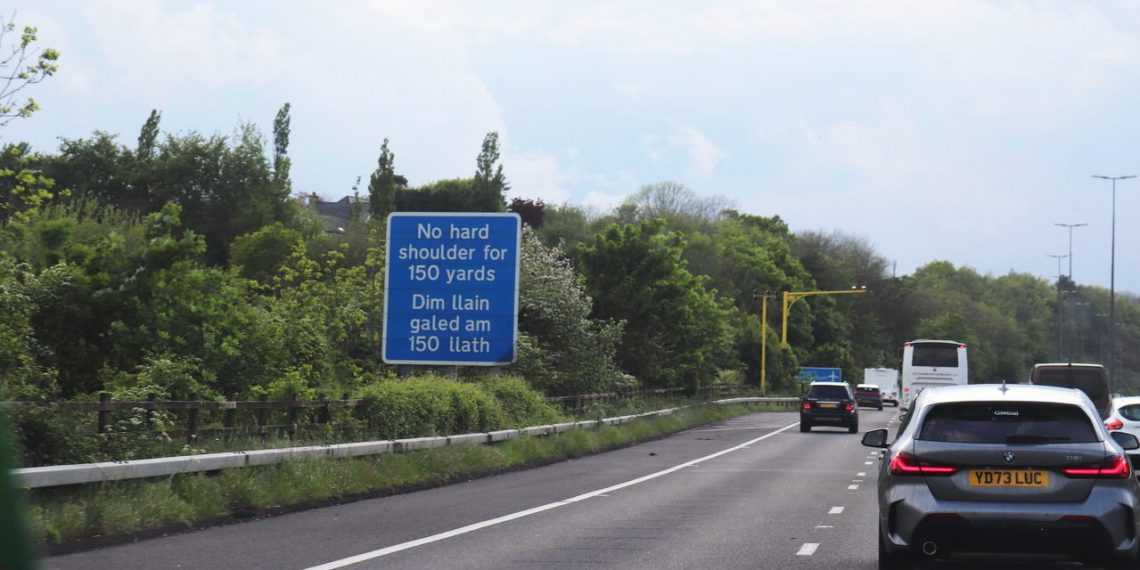 No hard
shoulder for
150 yards
Dim llain
galed am
150 llath
YD73 LUC